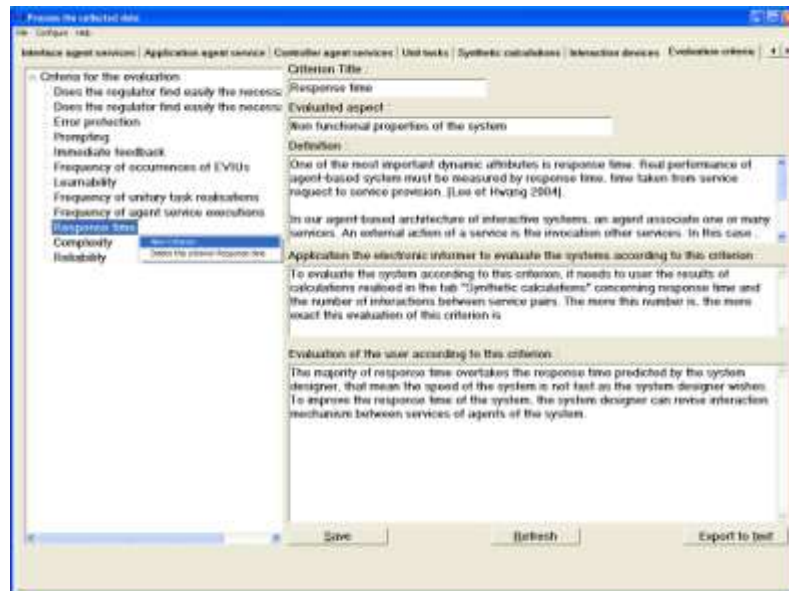 Process the collected data
File Configure Help
Interface agent services Application agent service Controller agent services Unit tasks Synthetic calculations Interaction devices Evaluation criteria
Criteria for the evaluation
Does the regulator find easily the necessa
Does the regulator find easily the necessa
Error protection
Prompting
Immediate feedback
Frequency of occurrences of EVIUs
Learnability
Frequency of unitary task realisations
Frequency of agent service executions
Response time
Complexity
Reliability
New criterion
Delete the criterion Response time
Criterion Title
Response time
Evaluated aspect
Non functional properties of the system
Definition
One of the most important dynamic attributes is response time. Real performance of
agent-based system must be measured by response time, time taken from service
request to service provision. [Lee et Hwang 2004].
In our agent-based architecture of interactive systems, an agent associate one or many
services. An external action of a service is the invocation other services. In this case
Application the electronic informer to evaluate the systems according to this criterion
To evaluate the system according to this criterion, it needs to user the results of
calculations realised in the tab "Synthetic calculations" concerning response time and
the number of interactions between service pairs. The more this number is, the more
exact this evaluation of this criterion is
Evaluation of the user according to this criterion
The majority of response time overtakes the response time predicted by the system
designer, that mean the speed of the system is not fast as the system designer wishes.
To improve the response time of the system, the system designer can revise interaction
mechanism between services of agents of the system.
Save Refresh Export to text